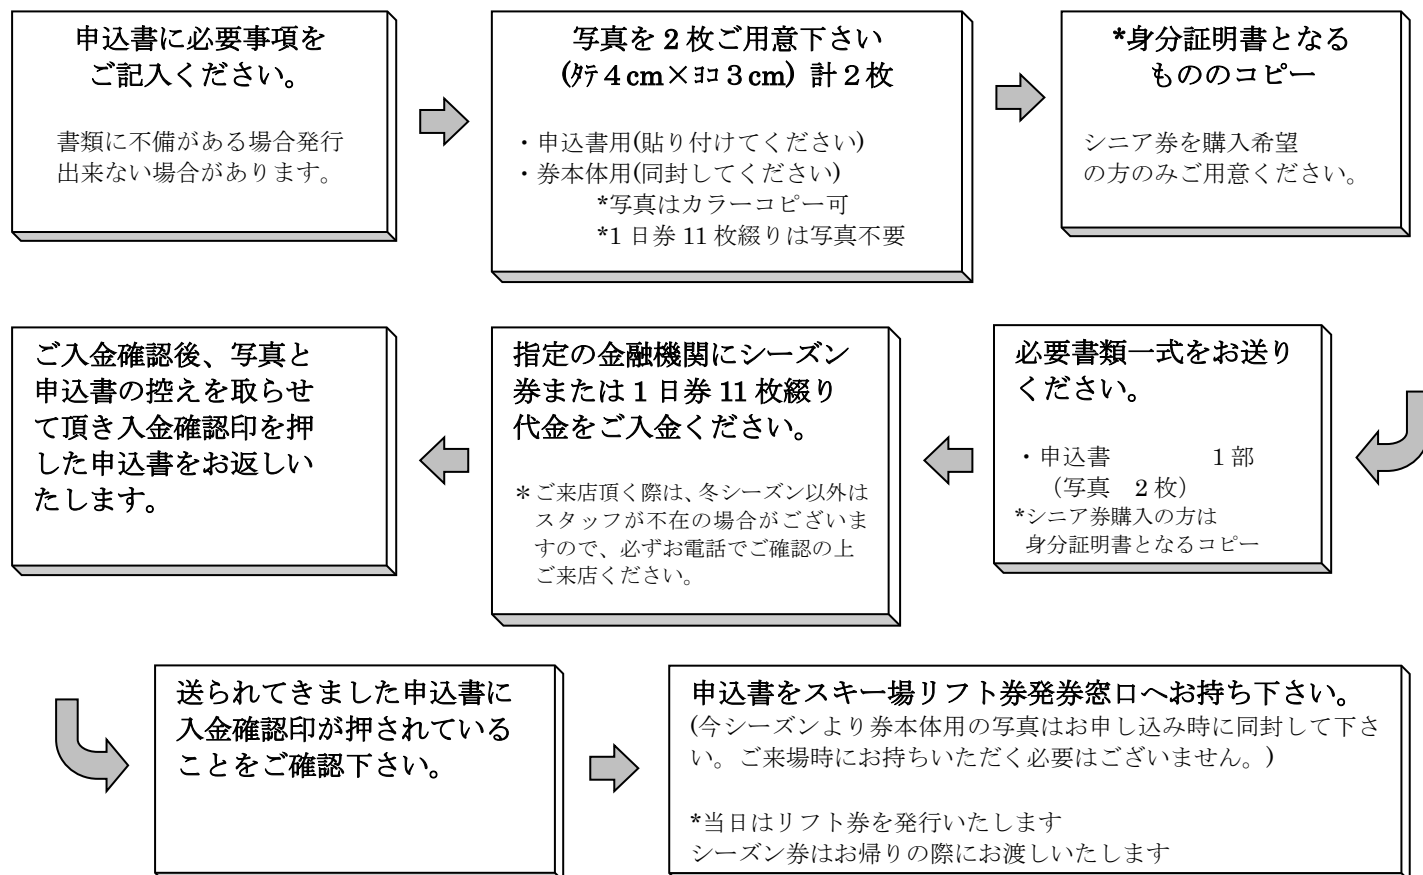 申込書に必要事項を
ご記入ください。
書類に不備がある場合発行
出来ない場合があります。
写真を 2 枚ご用意下さい
(ﾀﾃ 4 cm×ﾖｺ 3 cm) 計 2 枚
・申込書用(貼り付けてください)
・券本体用(同封してください)
*写真はカラーコピー可
*1 日券 11 枚綴りは写真不要
*身分証明書となる
もののコピー
シニア券を購入希望
の方のみご用意ください。
必要書類一式をお送り
ください。
・申込書　　　　1 部
（写真　2 枚）
*シニア券購入の方は
身分証明書となるコピー
指定の金融機関にシーズン
券または 1 日券 11 枚綴り
代金をご入金ください。
＊ご来店頂く際は、冬シーズン以外は
スタッフが不在の場合がございま
すので、必ずお電話でご確認の上
ご来店ください。
ご入金確認後、写真と
申込書の控えを取らせ
て頂き入金確認印を押
した申込書をお返しい
たします。
送られてきました申込書に
入金確認印が押されている
ことをご確認下さい。
申込書をスキー場リフト券発券窓口へお持ち下さい。
(今シーズンより券本体用の写真はお申し込み時に同封して下さ
い。ご来場時にお持ちいただく必要はございません。)
*当日はリフト券を発行いたします
シーズン券はお帰りの際にお渡しいたします